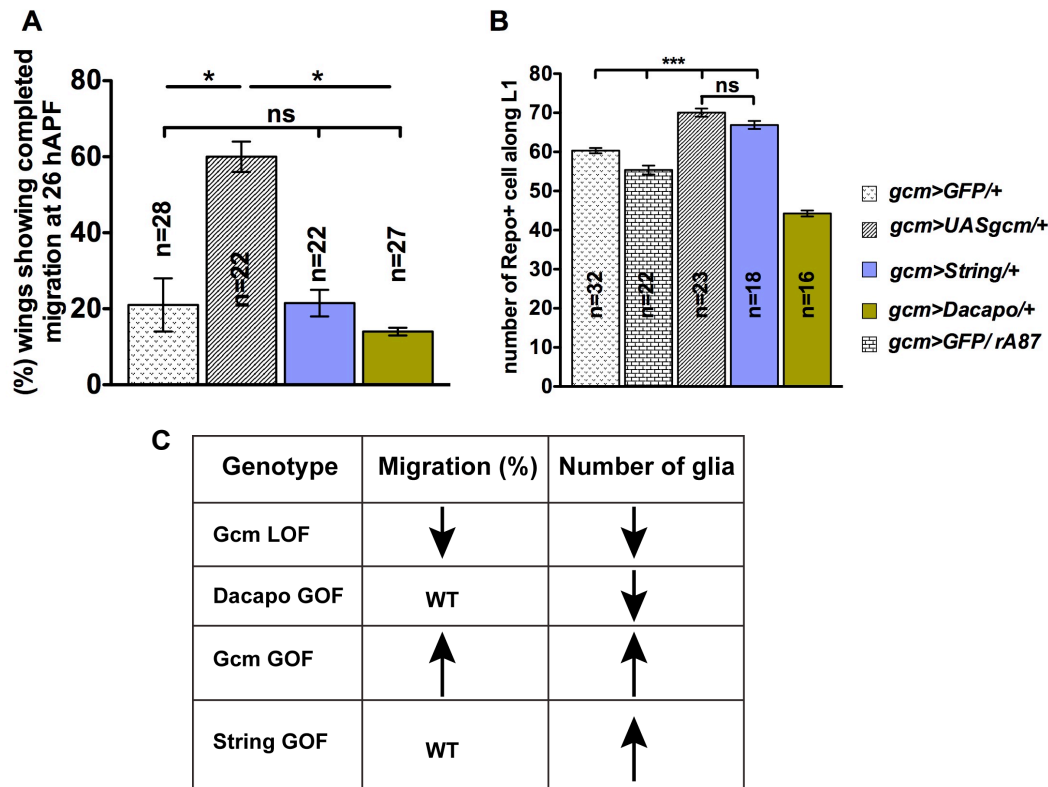 A
(%) wings showing completed
migration at 26 hAPF
80
60
40
20
0
*
*
ns
n=28
n=22
n=22
n=27
B
number of Repo+ cell along L1
80
70
60
50
40
30
20
10
0
***
ns
n=32
n=22
n=23
n=18
n=16
gcm>GFP/+
gcm>UASgcm/+
gcm>String/+
gcm>Dacapo/+
gcm>GFP/ rA87
C
Genotype Migration (%) Number of glia
Gcm LOF
Dacapo GOF WT
Gcm GOF
String GOF WT